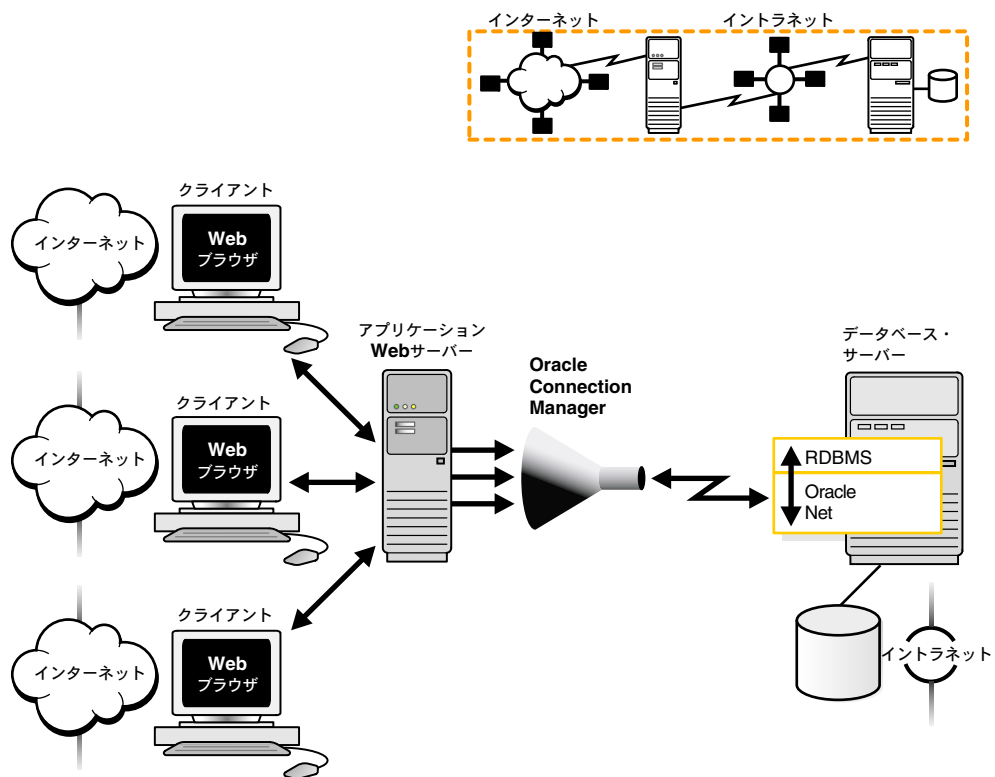 インターネット
イントラネット
クライアント
インターネット
Web
ブラウザ
アプリケーション
Webサーバー
Oracle
Connection
Manager
データベース・
サーバー
クライアント
インターネット
Web
ブラウザ
RDBMS
Oracle
Net
クライアント
インターネット
Web
ブラウザ
イントラネット